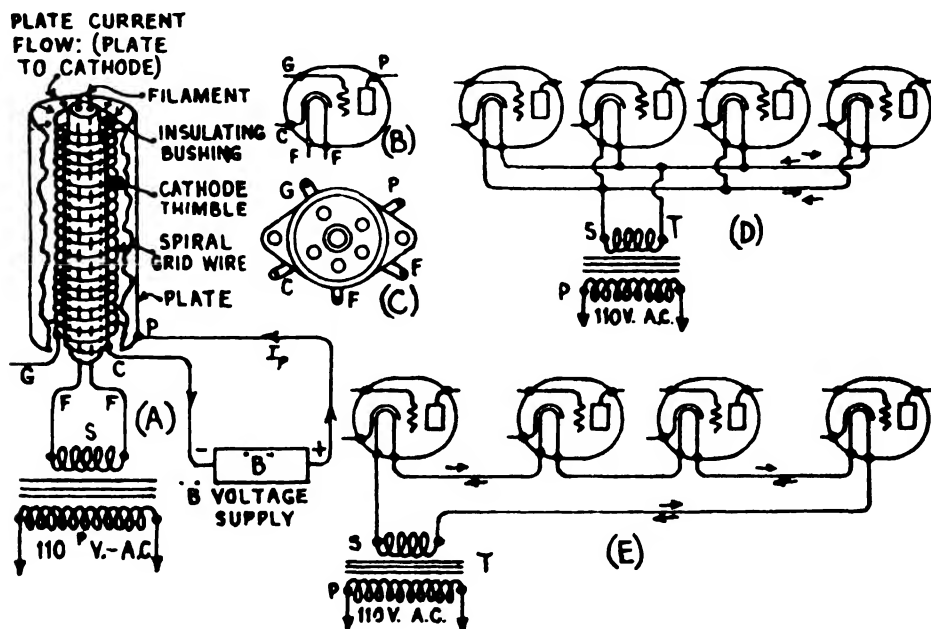 PLATE CURRENT
FLOW: (PLATE
TO CATHODE)
FILAMENT
INSULATING
BUSHING
CATHODE
THIMBLE
SPIRAL
GRID WIRE
PLATE
P
G
C
F F
S
(A)
P
110 V.-A.C.
Ip
- "B" +
"B" VOLTAGE
SUPPLY
G P
C
F F
(B)
G P
C F
F
(C)
S T
(D)
P
110V. A.C.
S T
(E)
P
110V. A.C.